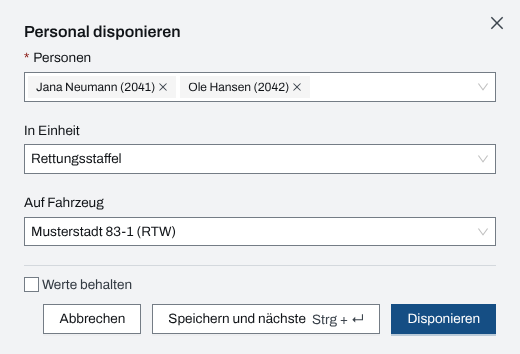 Personal disponieren
* Personen
Jana Neumann (2041) Ole Hansen (2042)
In Einheit
Rettungsstaffel
Auf Fahrzeug
Musterstadt 83-1 (RTW)
Werte behalten
Abbrechen Speichern und nächste Strg + ↵ Disponieren